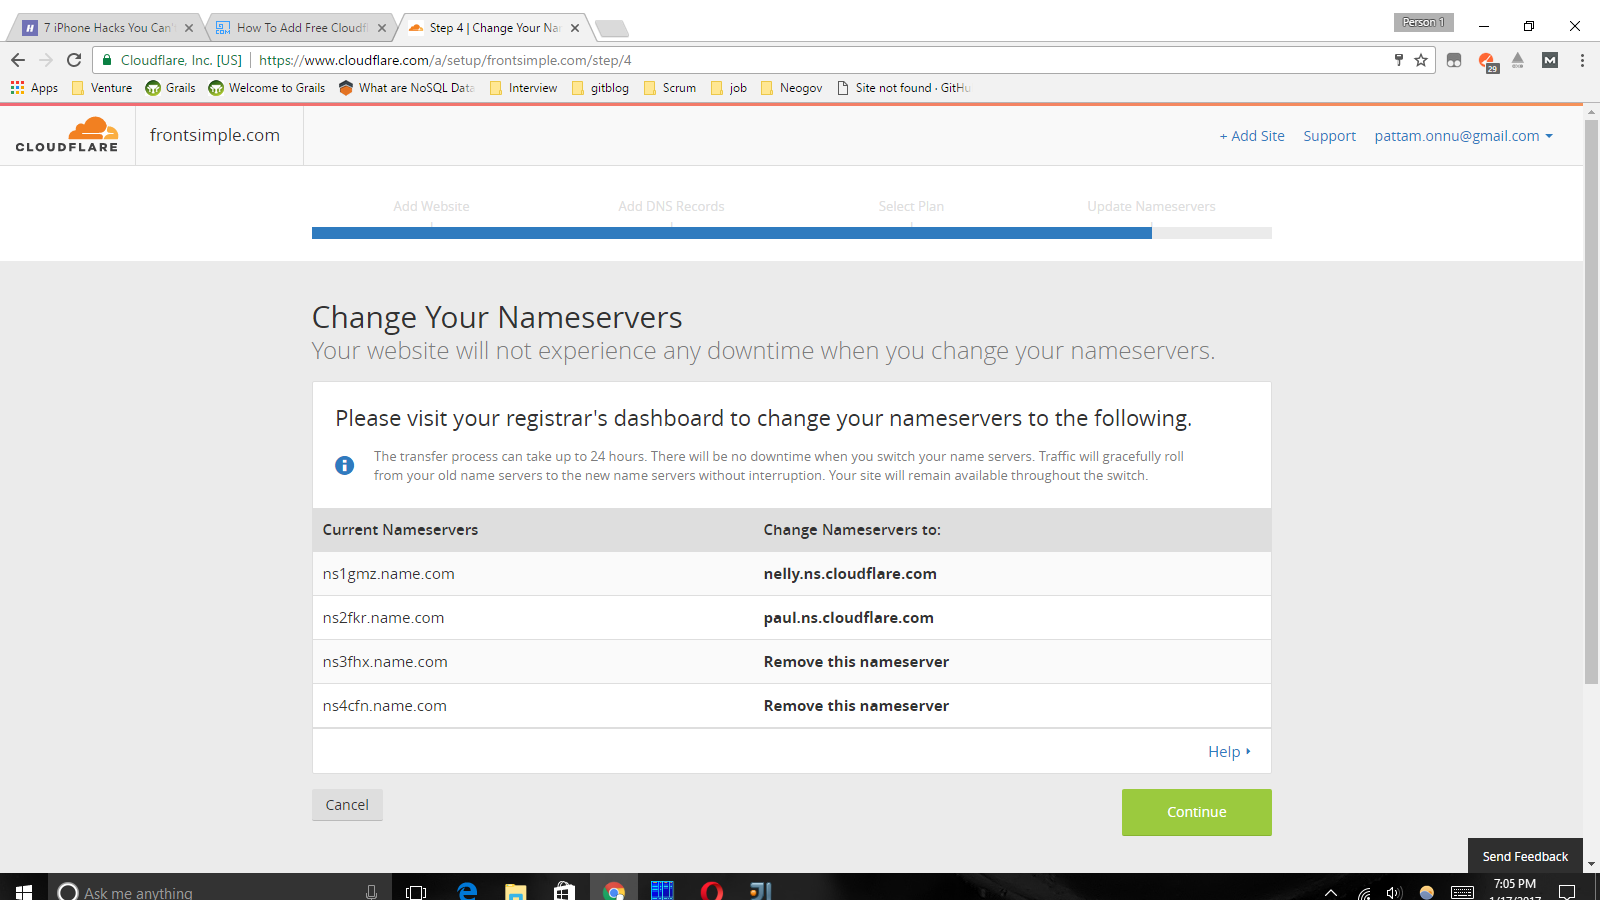 7 iPhone Hacks You Can'
How To Add Free Cloudfl
Step 4 | Change Your Na
Person 1
Cloudflare, Inc. [US]
https://www.cloudflare.com/a/setup/frontsimple.com/step/4
29
M
Apps
Venture
Grails
Welcome to Grails
What are NoSQL Data
Interview
gitblog
Scrum
job
Neogov
Site not found · GitHu
CLOUDFLARE
frontsimple.com
+ Add Site
Support
pattam.onnu@gmail.com
Add Website
Add DNS Records
Select Plan
Update Nameservers
Change Your Nameservers
Your website will not experience any downtime when you change your nameservers.
Please visit your registrar's dashboard to change your nameservers to the following.
The transfer process can take up to 24 hours. There will be no downtime when you switch your name servers. Traffic will gracefully roll
from your old name servers to the new name servers without interruption. Your site will remain available throughout the switch.
Current Nameservers
Change Nameservers to:
ns1gmz.name.com
nelly.ns.cloudflare.com
ns2fkr.name.com
paul.ns.cloudflare.com
ns3fhx.name.com
Remove this nameserver
ns4cfn.name.com
Remove this nameserver
Help
Cancel
Continue
Send Feedback
Ask me anything
7:05 PM
1/17/2017